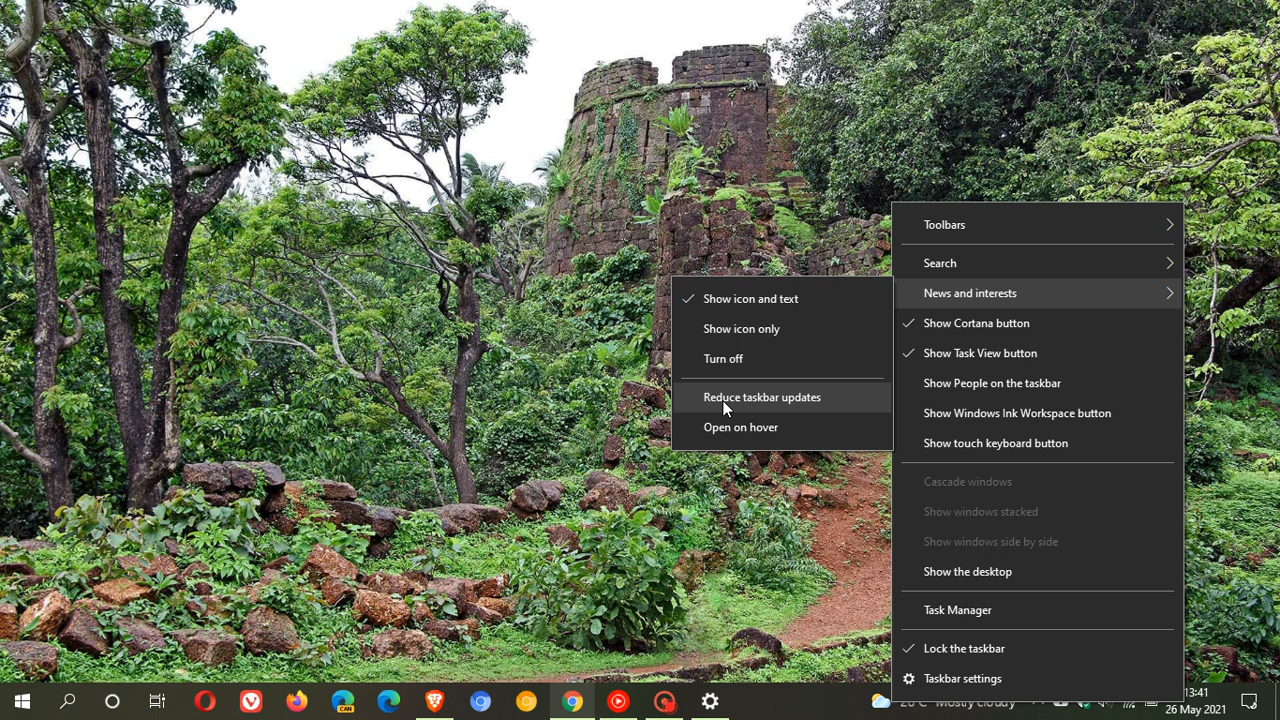 Toolbars
Search
News and interests
Show Cortana button
Show Task View button
Show People on the taskbar
Show Windows Ink Workspace button
Show touch keyboard button
Cascade windows
Show windows stacked
Show windows side by side
Show the desktop
Task Manager
Lock the taskbar
Taskbar settings
Show icon and text
Show icon only
Turn off
Reduce taskbar updates
Open on hover
CAN
Mostly cloudy
13:41
26 May 2021